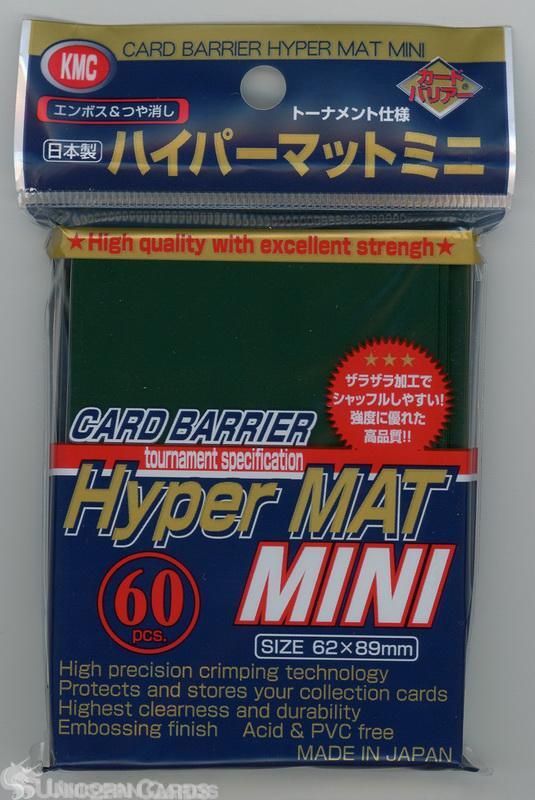 CARD BARRIER HYPER MAT MINI
KMC
カード
バリアー®
エンボス&つや消し
トーナメント仕様
日本製
ハイパーマットミニ
★High quality with excellent strengh★
★★★
ザラザラ加工で
シャッフルしやすい!
強度に優れた
高品質!!
CARD BARRIER
tournament specification
Hyper MAT
MINI
60
pcs.
SIZE 62×89mm
High precision crimping technology
Protects and stores your collection cards
Highest clearness and durability
Embossing finish Acid & PVC free
MADE IN JAPAN
UNICORN CARDS